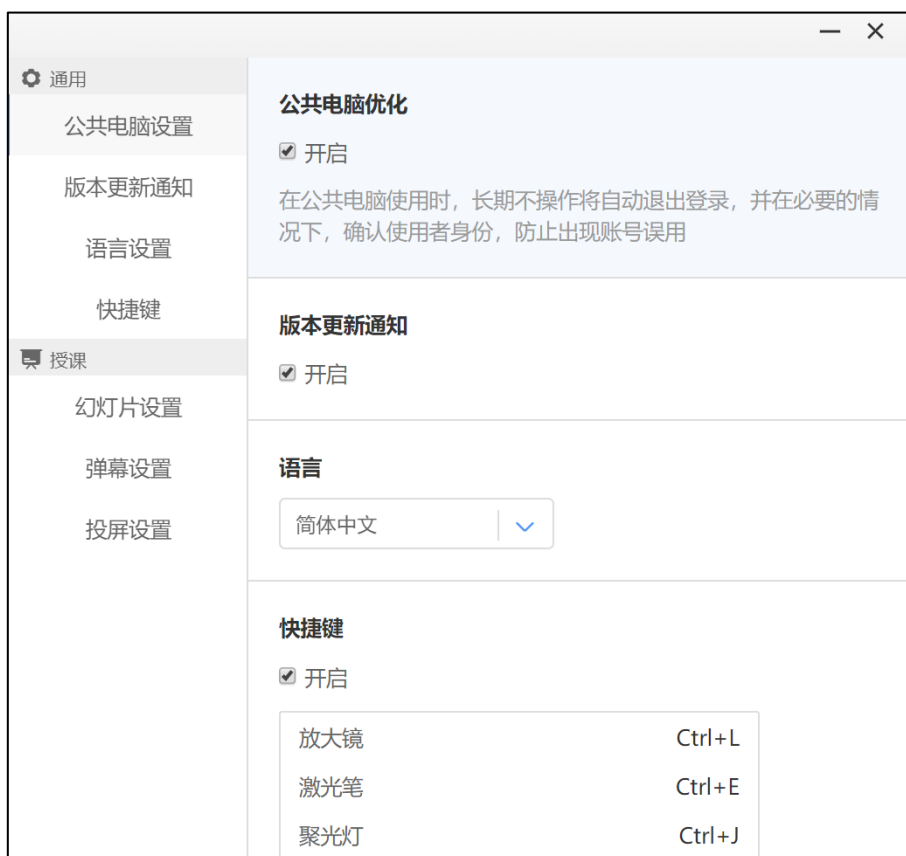 通用
公共电脑设置
版本更新通知
语言设置
快捷键
授课
幻灯片设置
弹幕设置
投屏设置
公共电脑优化
开启
在公共电脑使用时，长期不操作将自动退出登录，并在必要的情
况下，确认使用者身份，防止出现账号误用
版本更新通知
开启
语言
简体中文
快捷键
开启
放大镜 Ctrl+L
激光笔 Ctrl+E
聚光灯 Ctrl+J